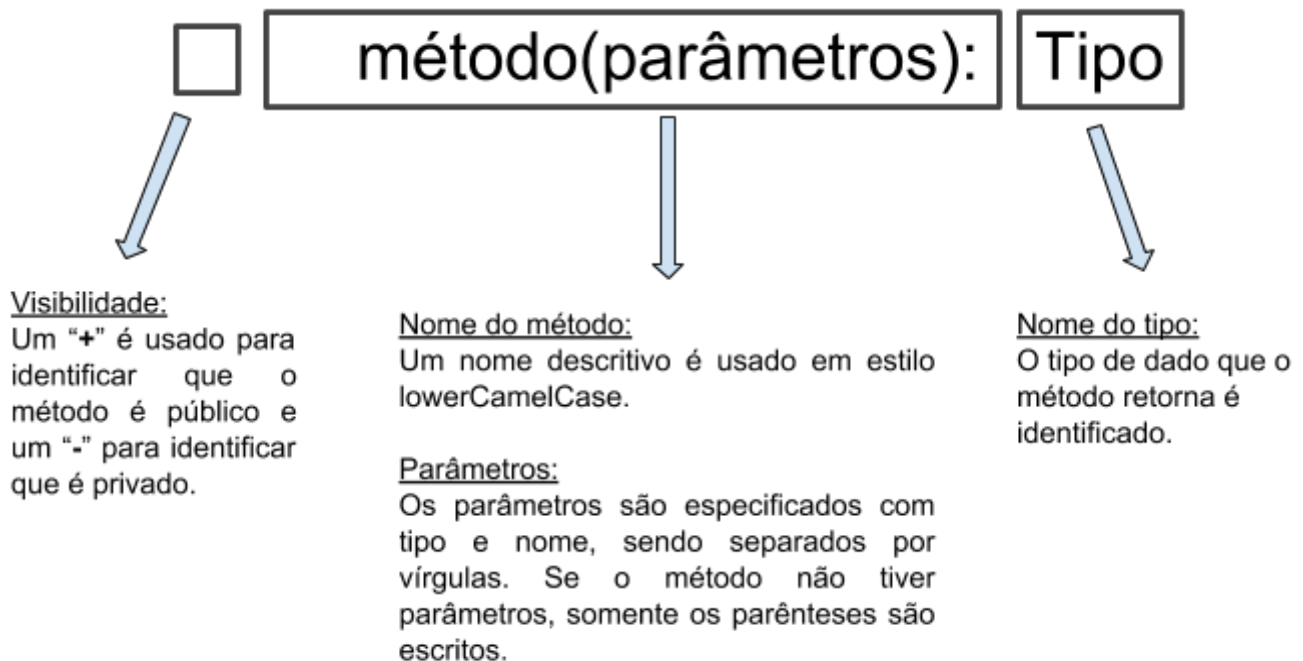 método(parâmetros): Tipo
Visibilidade:
Um “+” é usado para
identificar que o
método é público e
um “-” para identificar
que é privado.
Nome do método:
Um nome descritivo é usado em estilo
lowerCamelCase.
Parâmetros:
Os parâmetros são especificados com
tipo e nome, sendo separados por
vírgulas. Se o método não tiver
parâmetros, somente os parênteses são
escritos.
Nome do tipo:
O tipo de dado que o
método retorna é
identificado.